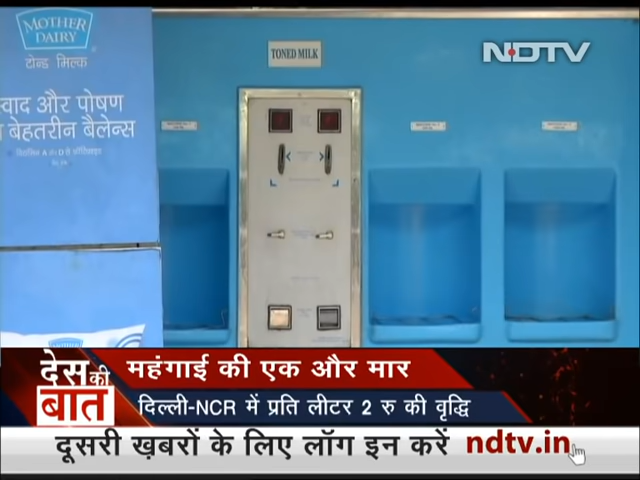 MOTHER
DAIRY
टोन्ड मिल्क
स्वाद और पोषण
बेहतरीन बैलेन्स
TONED MILK
NDTV
देस की
बात
महंगाई की एक और मार
दिल्ली-NCR में प्रति लीटर 2 रु की वृद्धि
दूसरी ख़बरों के लिए लॉग इन करें ndtv.in